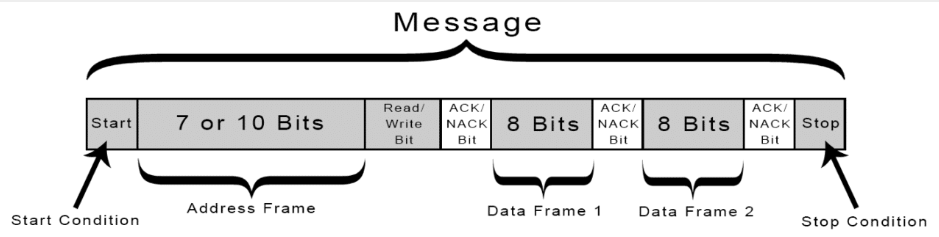 Message
Start
7 or 10 Bits
Read/
Write
Bit
ACK/
NACK
Bit
8 Bits
ACK/
NACK
Bit
8 Bits
ACK/
NACK
Bit
Stop
Start Condition
Address Frame
Data Frame 1
Data Frame 2
Stop Condition